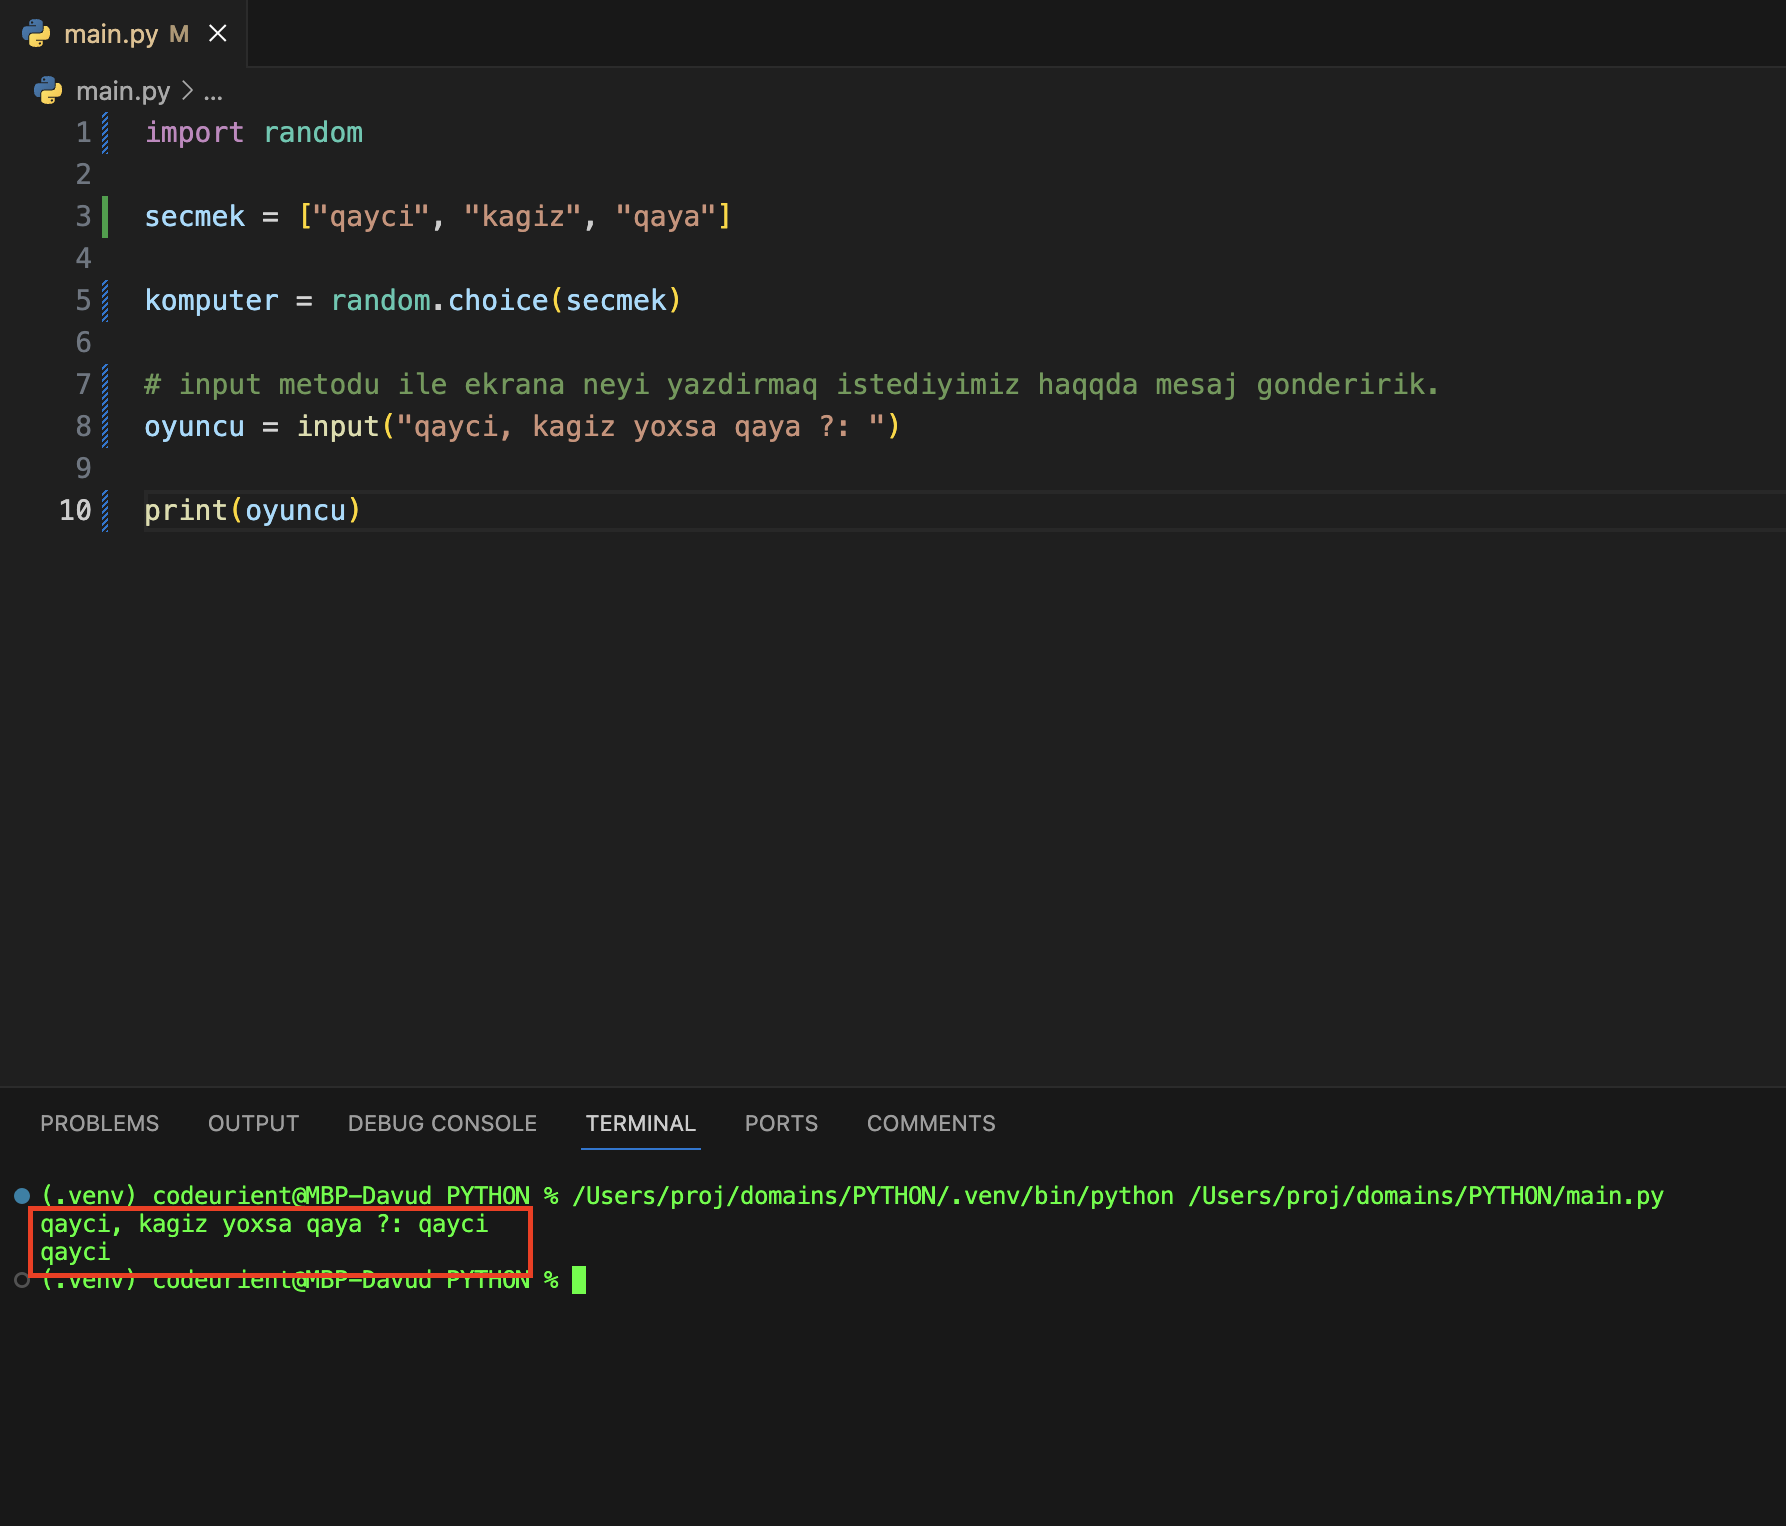 main.py M
main.py > ...
1 import random
2
3 secmek = ["qayci", "kagiz", "qaya"]
4
5 komputer = random.choice(secmek)
6
7 # input metodu ile ekrana neyi yazdirmaq istediyimiz haqqda mesaj gonderirik.
8 oyuncu = input("qayci, kagiz yoxsa qaya ?: ")
9
10 print(oyuncu)
PROBLEMS OUTPUT DEBUG CONSOLE TERMINAL PORTS COMMENTS
(.venv) codeurient@MBP-Davud PYTHON % /Users/proj/domains/PYTHON/.venv/bin/python /Users/proj/domains/PYTHON/main.py
qayci, kagiz yoxsa qaya ?: qayci
qayci
(.venv) codeurient@MBP-Davud PYTHON %